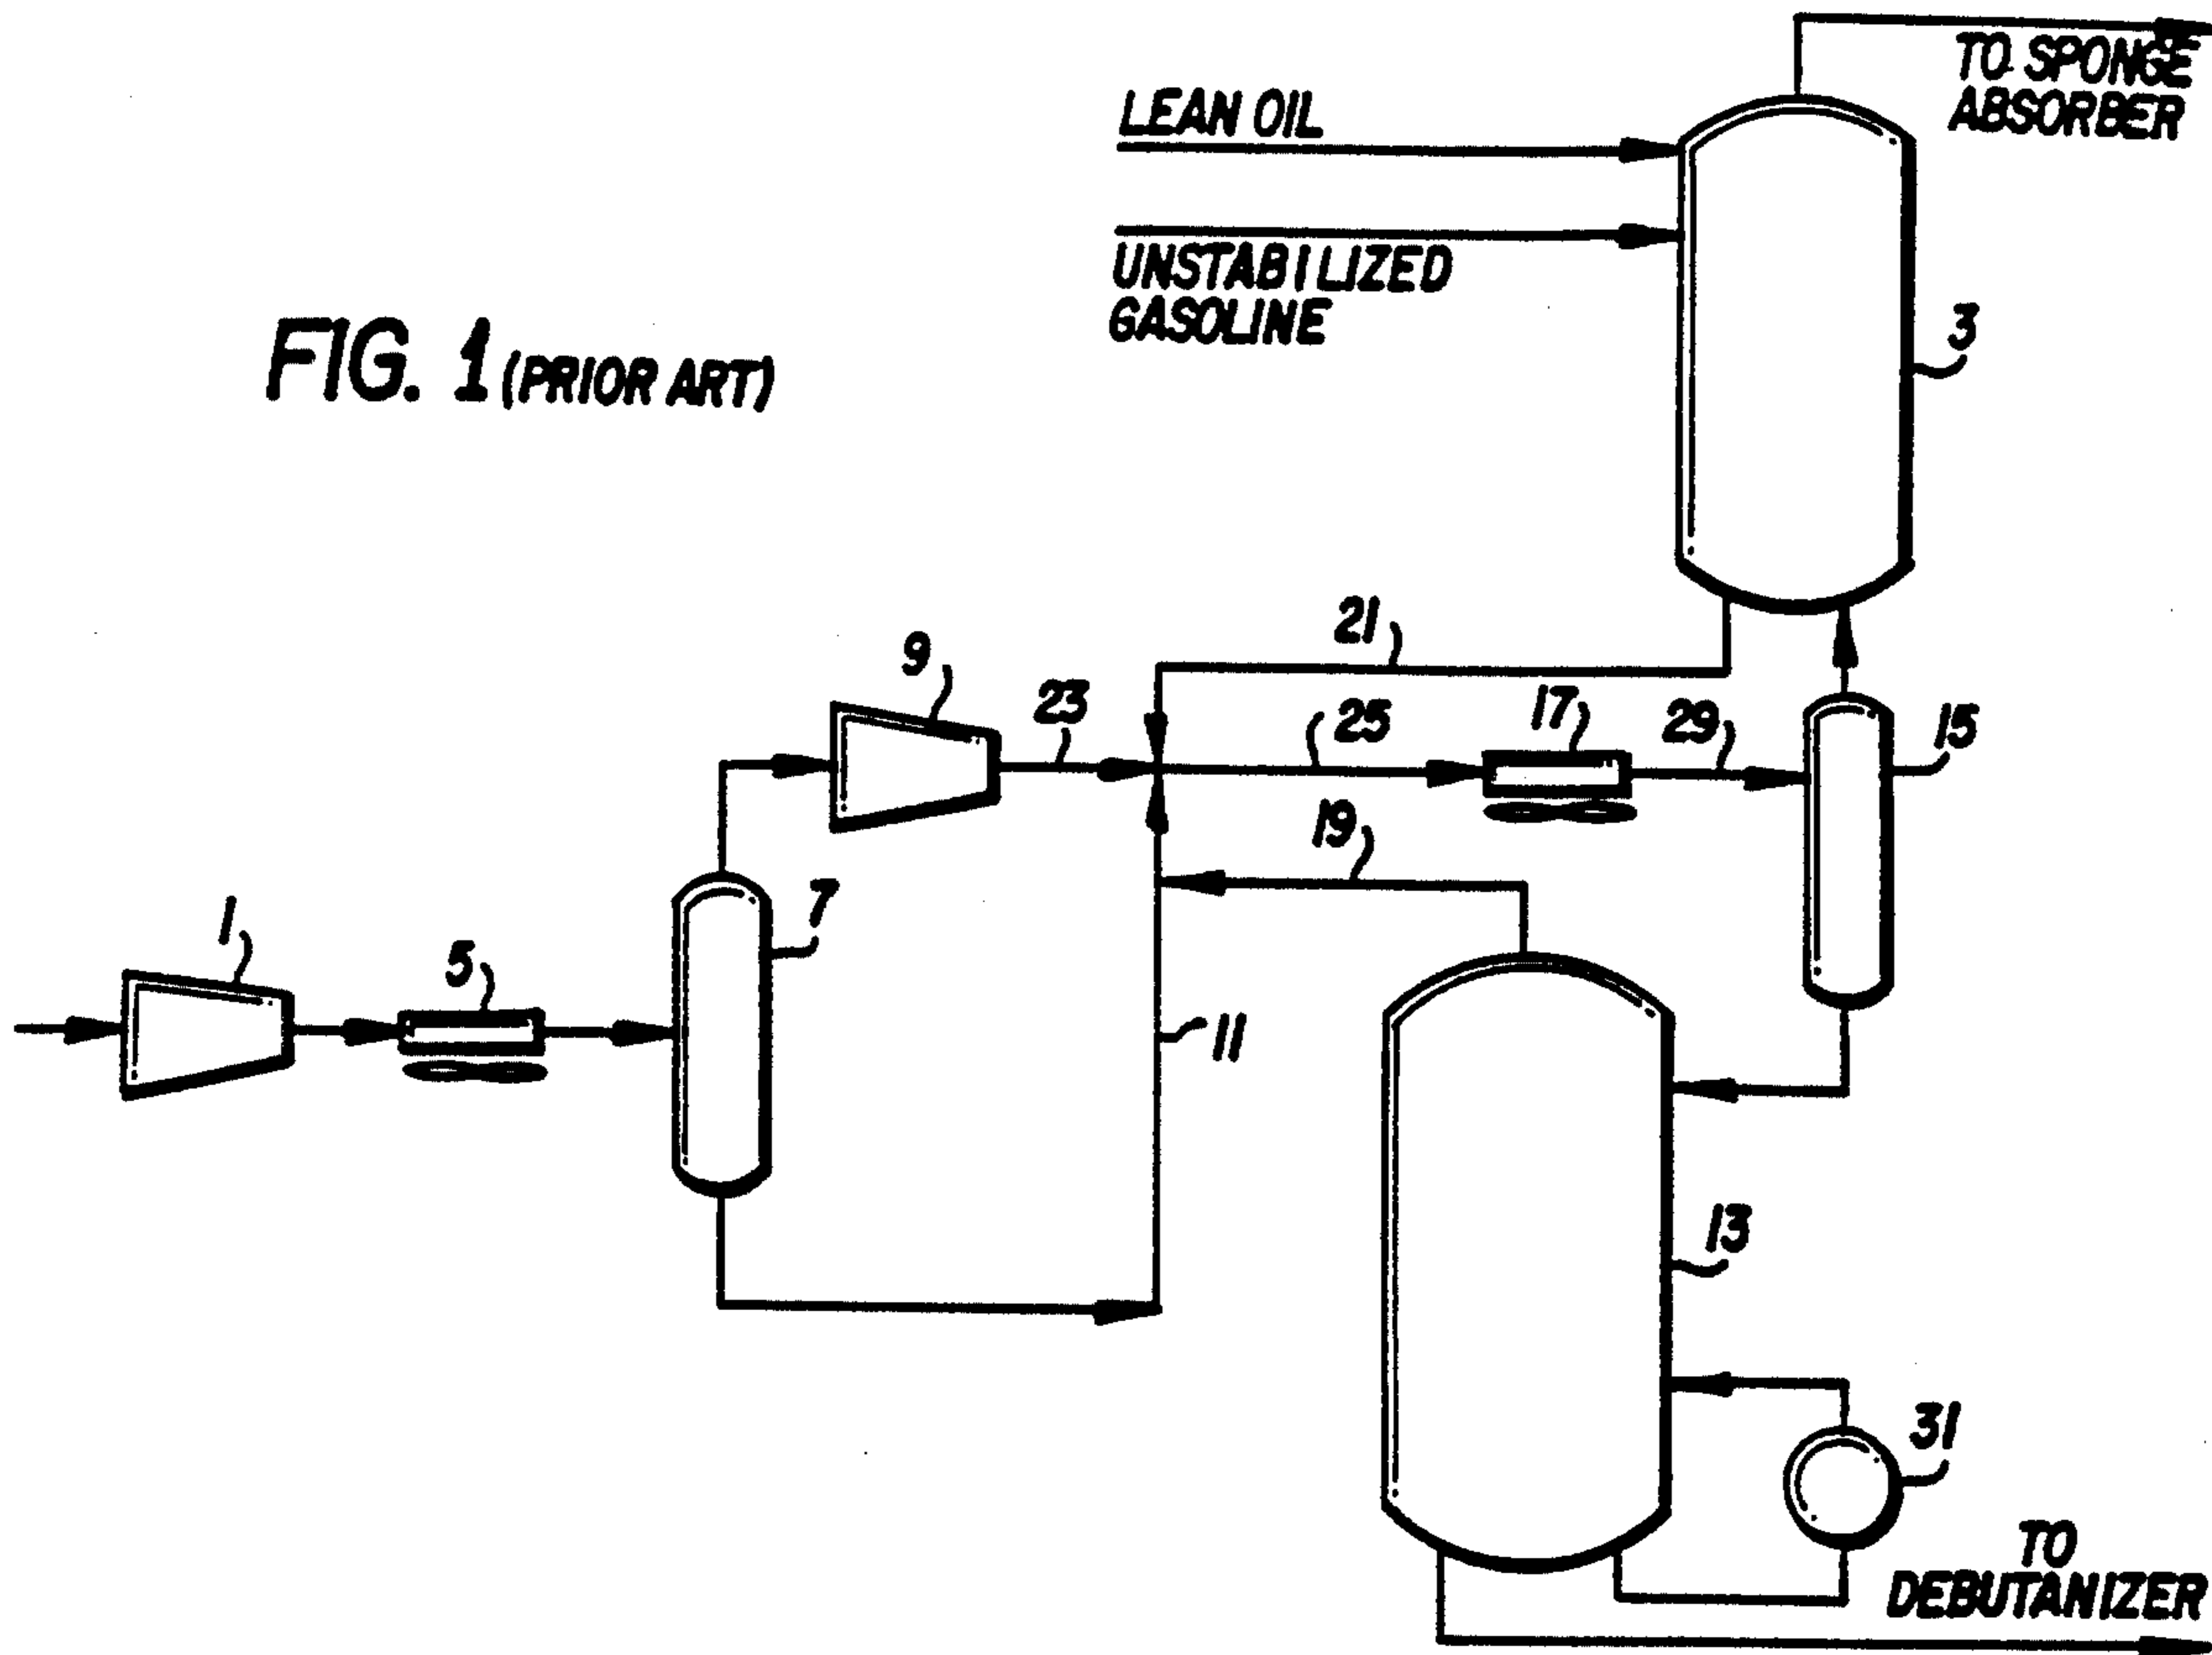 TO SPONGE
ABSORBER
LEAN OIL
UNSTABILIZED
GASOLINE
3
FIG. 1 (PRIOR ART)
21
9
23
25
17
29
15
19
7
1
5
11
13
31
TO
DEBUTANIZER